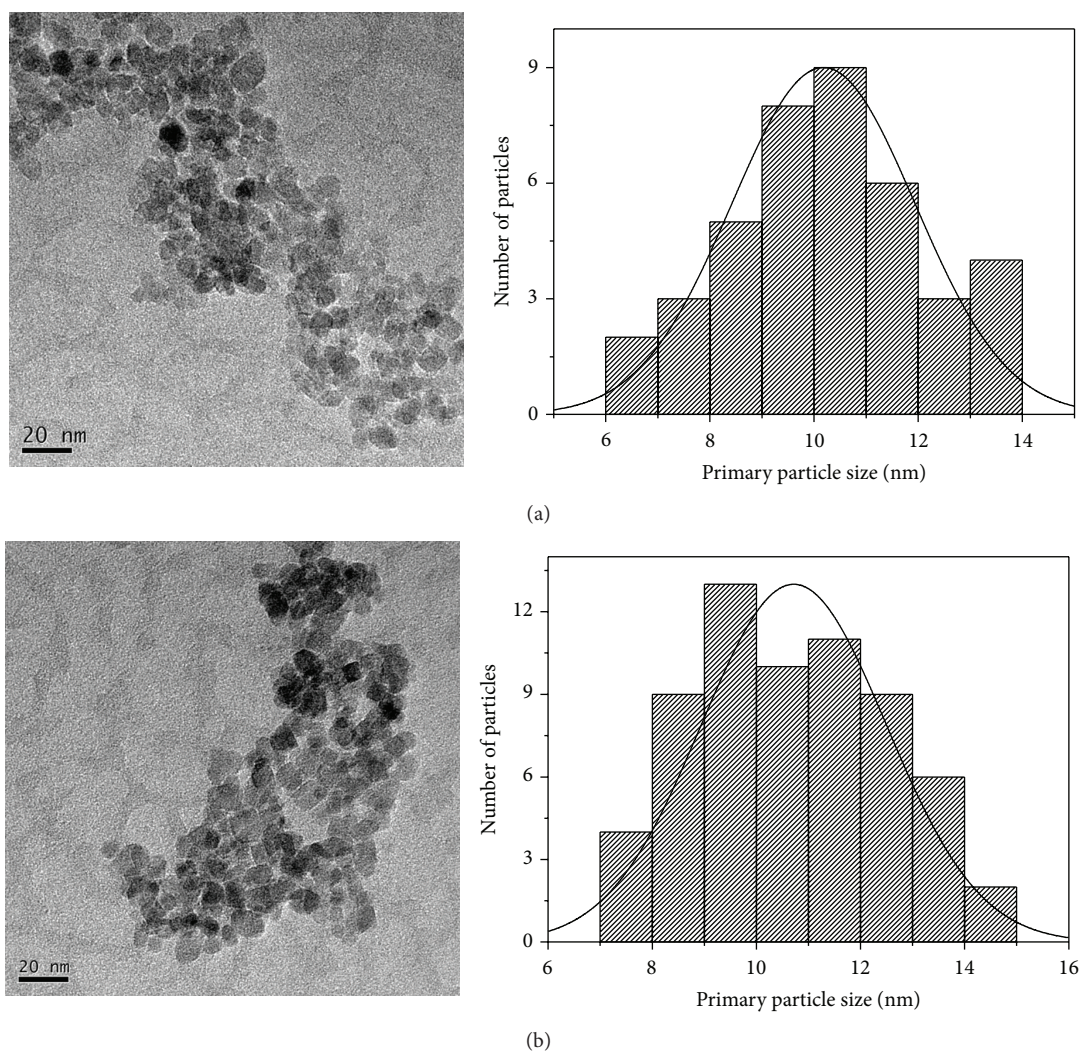 20 nm
9
6
3
0
Number of particles
6 8 10 12 14
Primary particle size (nm)
(a)
20 nm
12
9
6
3
0
Number of particles
6 8 10 12 14 16
Primary particle size (nm)
(b)